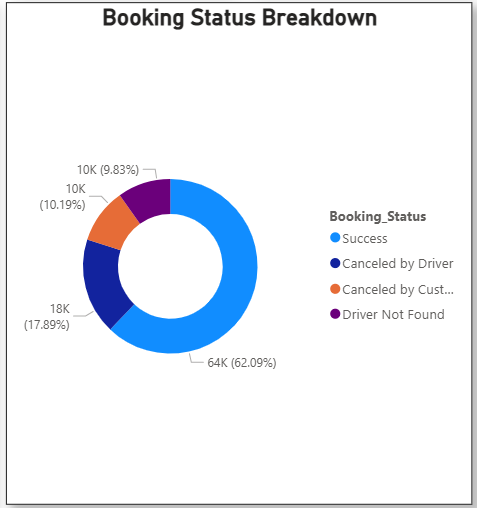 Booking Status Breakdown
10K (9.83%)
10K
(10.19%)
18K
(17.89%)
64K (62.09%)
Booking_Status
Success
Canceled by Driver
Canceled by Cust...
Driver Not Found